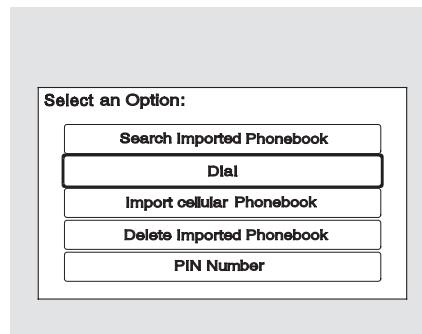 Select an Option:
Search Imported Phonebook
Dial
Import cellular Phonebook
Delete Imported Phonebook
PIN Number